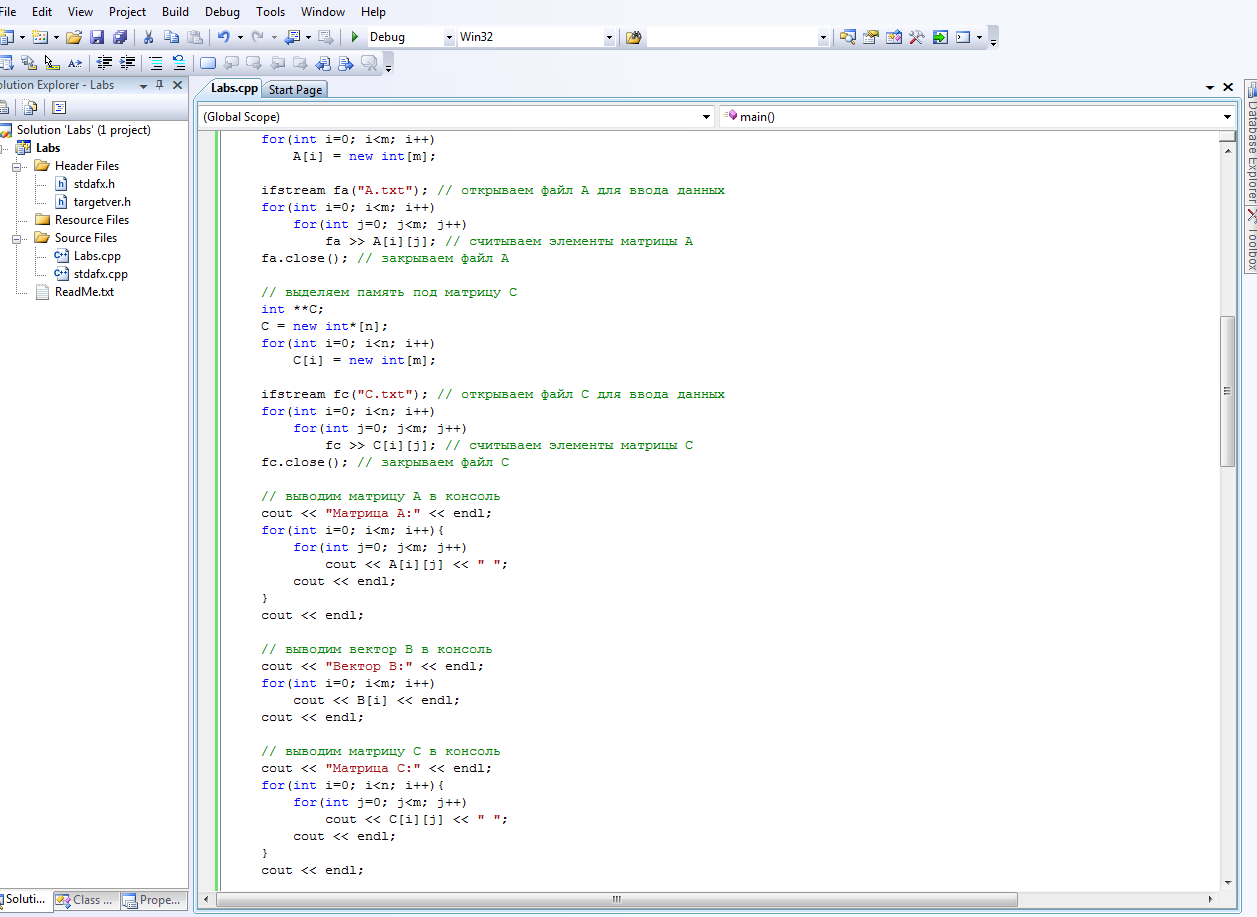 File Edit View Project Build Debug Tools Window Help
Debug Win32
Solution Explorer - Labs
Labs.cpp Start Page
(Global Scope) main()
Solution 'Labs' (1 project)
Labs
Header Files
stdafx.h
targetver.h
Resource Files
Source Files
Labs.cpp
stdafx.cpp
ReadMe.txt
for(int i=0; i<m; i++)
A[i] = new int[m];
ifstream fa("A.txt"); // открываем файл А для ввода данных
for(int i=0; i<m; i++)
for(int j=0; j<m; j++)
fa >> A[i][j]; // считываем элементы матрицы А
fa.close(); // закрываем файл А
// выделяем память под матрицу С
int **C;
C = new int*[n];
for(int i=0; i<n; i++)
C[i] = new int[m];
ifstream fc("C.txt"); // открываем файл С для ввода данных
for(int i=0; i<n; i++)
for(int j=0; j<m; j++)
fc >> C[i][j]; // считываем элементы матрицы С
fc.close(); // закрываем файл С
// выводим матрицу А в консоль
cout << "Матрица А:" << endl;
for(int i=0; i<m; i++){
for(int j=0; j<m; j++)
cout << A[i][j] << " ";
cout << endl;
}
cout << endl;
// выводим вектор В в консоль
cout << "Вектор В:" << endl;
for(int i=0; i<m; i++)
cout << B[i] << endl;
cout << endl;
// выводим матрицу С в консоль
cout << "Матрица С:" << endl;
for(int i=0; i<n; i++){
for(int j=0; j<m; j++)
cout << C[i][j] << " ";
cout << endl;
}
cout << endl;
Soluti... Class ... Prope...
Database Explorer
Toolbox